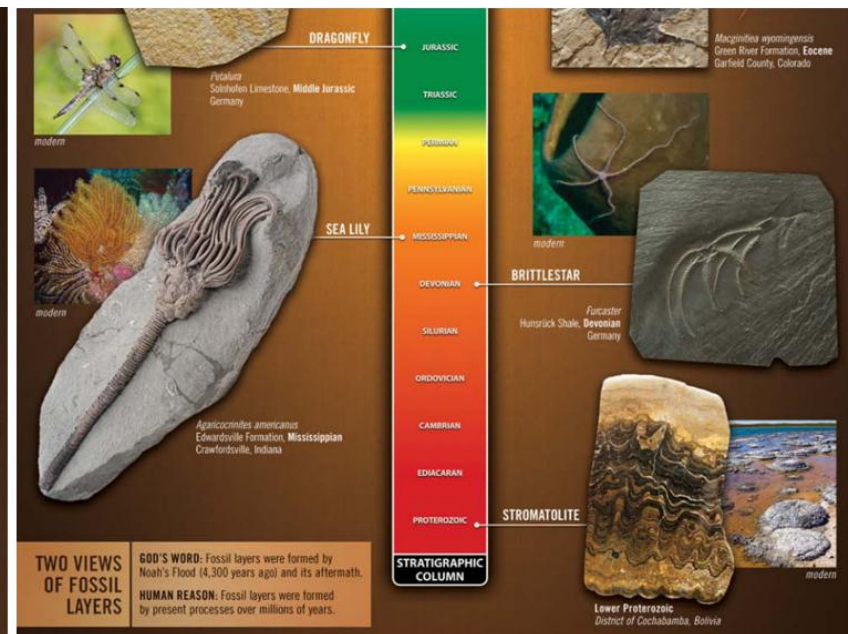 DRAGONFLY
Petalura
Solnhofen Limestone, Middle Jurassic
Germany
modern
SEA LILY
modern
Agaricocrinites americanus
Edwardsville Formation, Mississippian
Crawfordsville, Indiana
TWO VIEWS
OF FOSSIL
LAYERS
GOD'S WORD: Fossil layers were formed by
Noah's Flood (4,300 years ago) and its aftermath.
HUMAN REASON: Fossil layers were formed
by present processes over millions of years.
JURASSIC
TRIASSIC
PERMIAN
PENNSYLVANIAN
MISSISSIPPIAN
DEVONIAN
SILURIAN
ORDOVICIAN
CAMBRIAN
EDIACARAN
PROTEROZOIC
STRATIGRAPHIC
COLUMN
Macginitiea wyomingensis
Green River Formation, Eocene
Garfield County, Colorado
modern
BRITTLESTAR
Furcaster
Hunsrück Shale, Devonian
Germany
STROMATOLITE
modern
Lower Proterozoic
District of Cochabamba, Bolivia